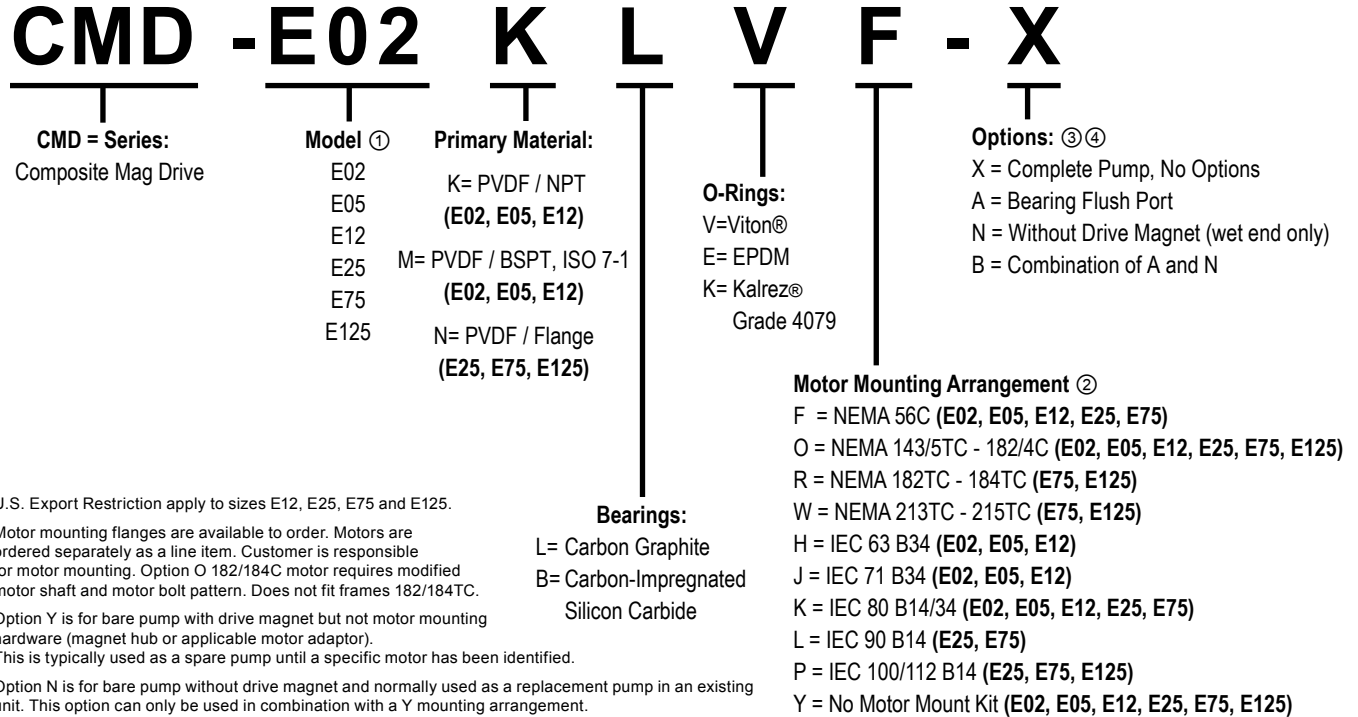 CMD -E02 K L V F - X
CMD = Series:
Composite Mag Drive
Model ①
E02
E05
E12
E25
E75
E125
Primary Material:
K= PVDF / NPT
(E02, E05, E12)
M= PVDF / BSPT, ISO 7-1
(E02, E05, E12)
N= PVDF / Flange
(E25, E75, E125)
Bearings:
L= Carbon Graphite
B= Carbon-Impregnated
Silicon Carbide
O-Rings:
V=Viton®
E= EPDM
K= Kalrez®
Grade 4079
Motor Mounting Arrangement ②
F = NEMA 56C (E02, E05, E12, E25, E75)
O = NEMA 143/5TC - 182/4C (E02, E05, E12, E25, E75, E125)
R = NEMA 182TC - 184TC (E75, E125)
W = NEMA 213TC - 215TC (E75, E125)
H = IEC 63 B34 (E02, E05, E12)
J = IEC 71 B34 (E02, E05, E12)
K = IEC 80 B14/34 (E02, E05, E12, E25, E75)
L = IEC 90 B14 (E25, E75)
P = IEC 100/112 B14 (E25, E75, E125)
Y = No Motor Mount Kit (E02, E05, E12, E25, E75, E125)
Options: ③④
X = Complete Pump, No Options
A = Bearing Flush Port
N = Without Drive Magnet (wet end only)
B = Combination of A and N
U.S. Export Restriction apply to sizes E12, E25, E75 and E125.
Motor mounting flanges are available to order. Motors are
ordered separately as a line item. Customer is responsible
for motor mounting. Option O 182/184C motor requires modified
motor shaft and motor bolt pattern. Does not fit frames 182/184TC.
Option Y is for bare pump with drive magnet but not motor mounting
hardware (magnet hub or applicable motor adaptor).
This is typically used as a spare pump until a specific motor has been identified.
Option N is for bare pump without drive magnet and normally used as a replacement pump in an existing
unit. This option can only be used in combination with a Y mounting arrangement.